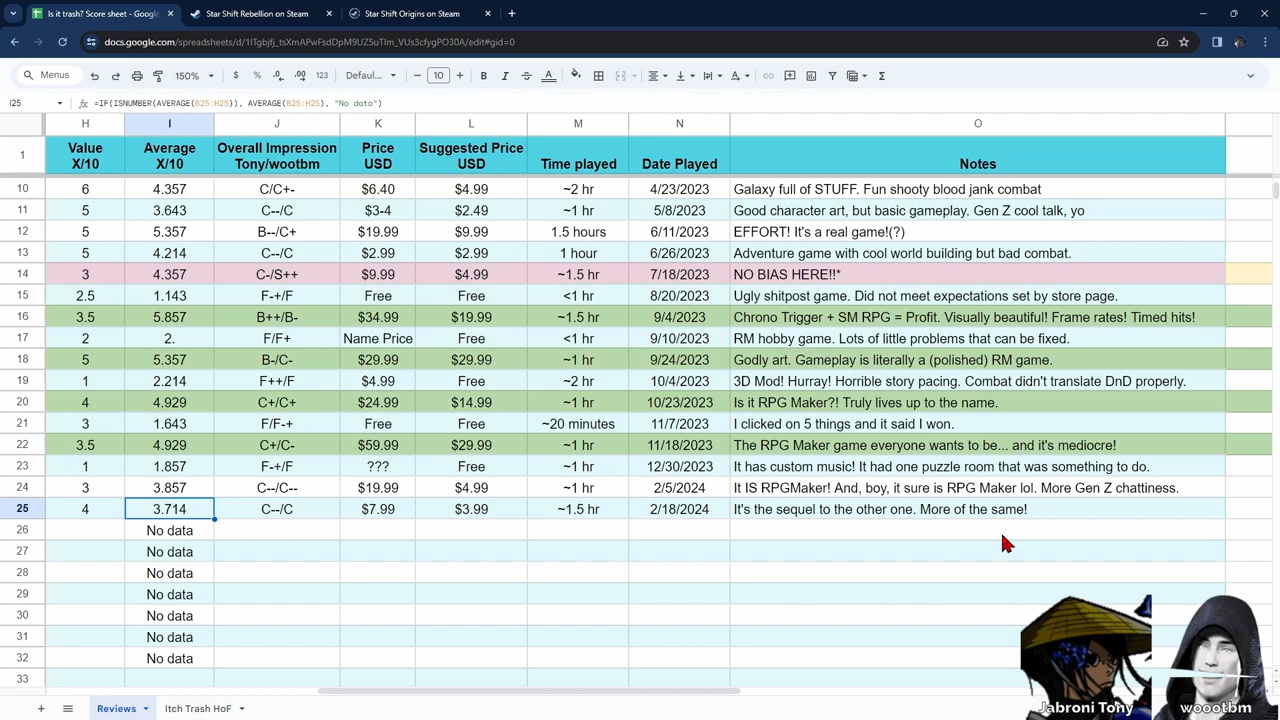 Is it trash? Score sheet - Google
Star Shift Rebellion on Steam
Star Shift Origins on Steam
Menus
150%
$
%
.0
.00
123
Defaul...
10
B
I
A
I25
=IF(ISNUMBER(AVERAGE(B25:H25)), AVERAGE(B25:H25), "No data")
H I J K L M N O
1 Value X/10 Average X/10 Overall Impression Tony/wootbm Price USD Suggested Price USD Time played Date Played Notes
10 6 4.357 C/C+- $6.40 $4.99 ~2 hr 4/23/2023 Galaxy full of STUFF. Fun shooty blood jank combat
11 5 3.643 C--/C $3-4 $2.49 ~1 hr 5/8/2023 Good character art, but basic gameplay. Gen Z cool talk, yo
12 5 5.357 B--/C+ $19.99 $9.99 1.5 hours 6/11/2023 EFFORT! It's a real game!(?)
13 5 4.214 C--/C $2.99 $2.99 1 hour 6/26/2023 Adventure game with cool world building but bad combat.
14 3 4.357 C-/S++ $9.99 $4.99 ~1.5 hr 7/18/2023 NO BIAS HERE!!*
15 2.5 1.143 F-+/F Free Free <1 hr 8/20/2023 Ugly shitpost game. Did not meet expectations set by store page.
16 3.5 5.857 B++/B- $34.99 $19.99 ~1.5 hr 9/4/2023 Chrono Trigger + SM RPG = Profit. Visually beautiful! Frame rates! Timed hits!
17 2 2. F/F+ Name Price Free <1 hr 9/10/2023 RM hobby game. Lots of little problems that can be fixed.
18 5 5.357 B-/C- $29.99 $29.99 ~1 hr 9/24/2023 Godly art. Gameplay is literally a (polished) RM game.
19 1 2.214 F++/F $4.99 Free ~2 hr 10/4/2023 3D Mod! Hurray! Horrible story pacing. Combat didn't translate DnD properly.
20 4 4.929 C+/C+ $24.99 $14.99 ~1 hr 10/23/2023 Is it RPG Maker?! Truly lives up to the name.
21 3 1.643 F/F-+ Free Free ~20 minutes 11/7/2023 I clicked on 5 things and it said I won.
22 3.5 4.929 C+/C- $59.99 $29.99 ~1 hr 11/18/2023 The RPG Maker game everyone wants to be... and it's mediocre!
23 1 1.857 F-+/F ??? Free ~1 hr 12/30/2023 It has custom music! It had one puzzle room that was something to do.
24 3 3.857 C--/C-- $19.99 $4.99 ~1 hr 2/5/2024 It IS RPGMaker! And, boy, it sure is RPG Maker lol. More Gen Z chattiness.
25 4 3.714 C--/C $7.99 $3.99 ~1.5 hr 2/18/2024 It's the sequel to the other one. More of the same!
26 No data
27 No data
28 No data
29 No data
30 No data
31 No data
32 No data
33
Jabroni Tony
woootbm
Reviews
Itch Trash HoF